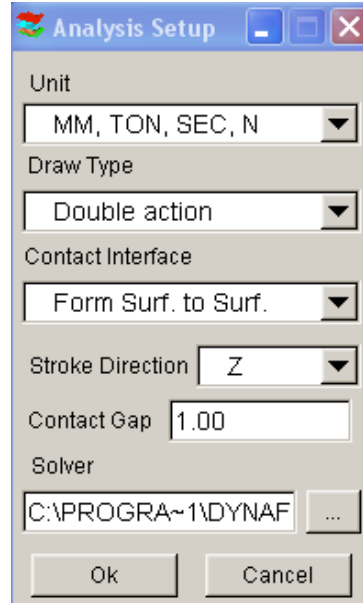 Analysis Setup
Unit
MM, TON, SEC, N
Draw Type
Double action
Contact Interface
Form Surf. to Surf.
Stroke Direction Z
Contact Gap 1.00
Solver
C:\PROGRA~1\DYNAF ...
Ok Cancel